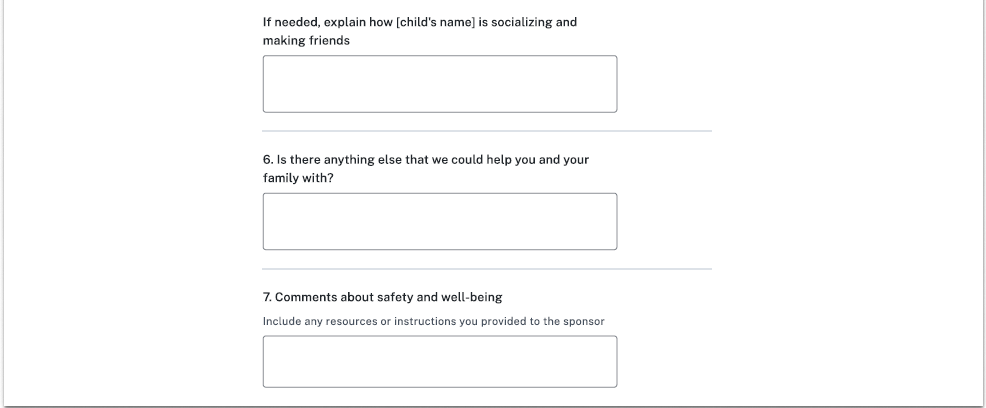 If needed, explain how [child's name] is socializing and
making friends
6. Is there anything else that we could help you and your
family with?
7. Comments about safety and well-being
Include any resources or instructions you provided to the sponsor